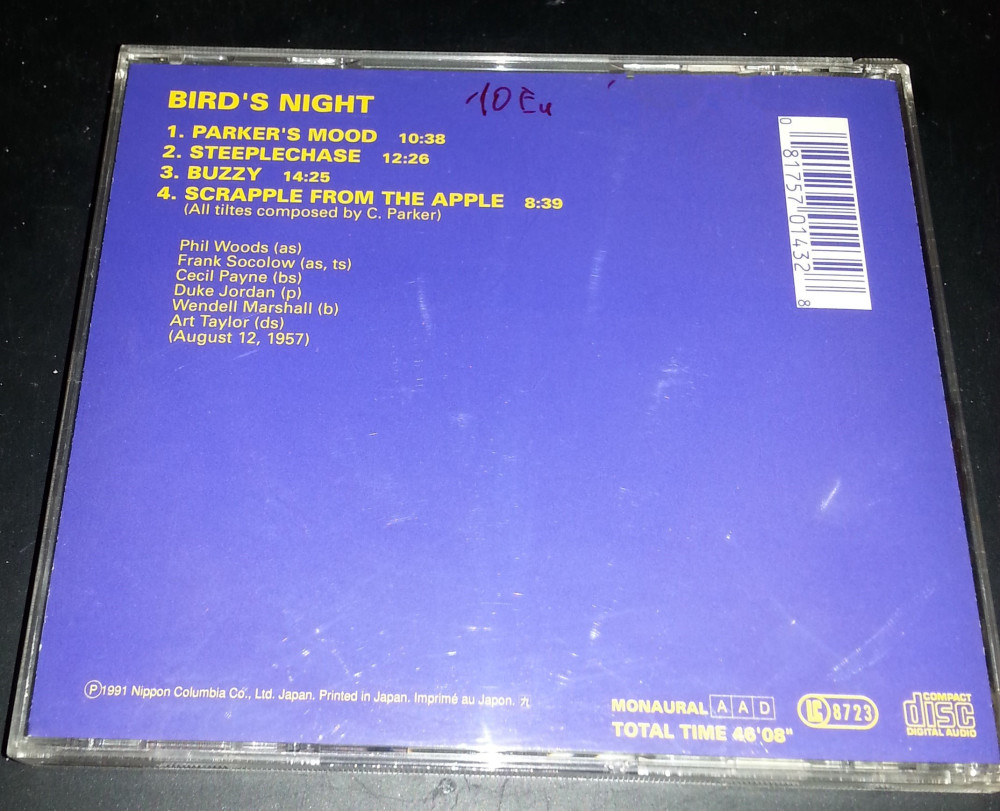 BIRD'S NIGHT
10 Eu
1. PARKER'S MOOD 10:38
2. STEEPLECHASE 12:26
3. BUZZY 14:25
4. SCRAPPLE FROM THE APPLE 8:39
(All tiltes composed by C. Parker)
Phil Woods (as)
Frank Socolow (as, ts)
Cecil Payne (bs)
Duke Jordan (p)
Wendell Marshall (b)
Art Taylor (ds)
(August 12, 1957)
0 81757 01432 8
Ⓟ1991 Nippon Columbia Co., Ltd. Japan. Printed in Japan. Imprimé au Japon. 九
MONAURAL A A D
TOTAL TIME 46'08"
LC 8723
COMPACT
disc
DIGITAL AUDIO